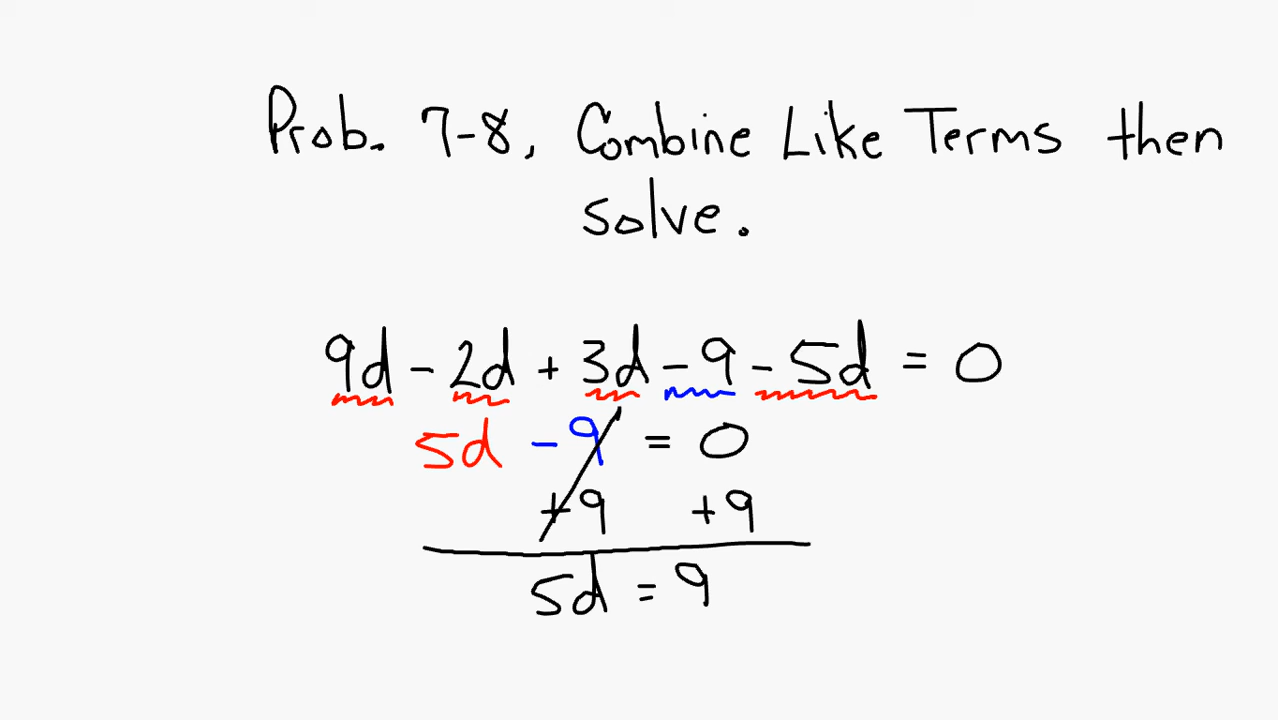 Prob. 7-8, Combine Like Terms then
solve.
9d - 2d + 3d - 9 - 5d = 0
5d - 9 = 0
+9 +9
5d = 9